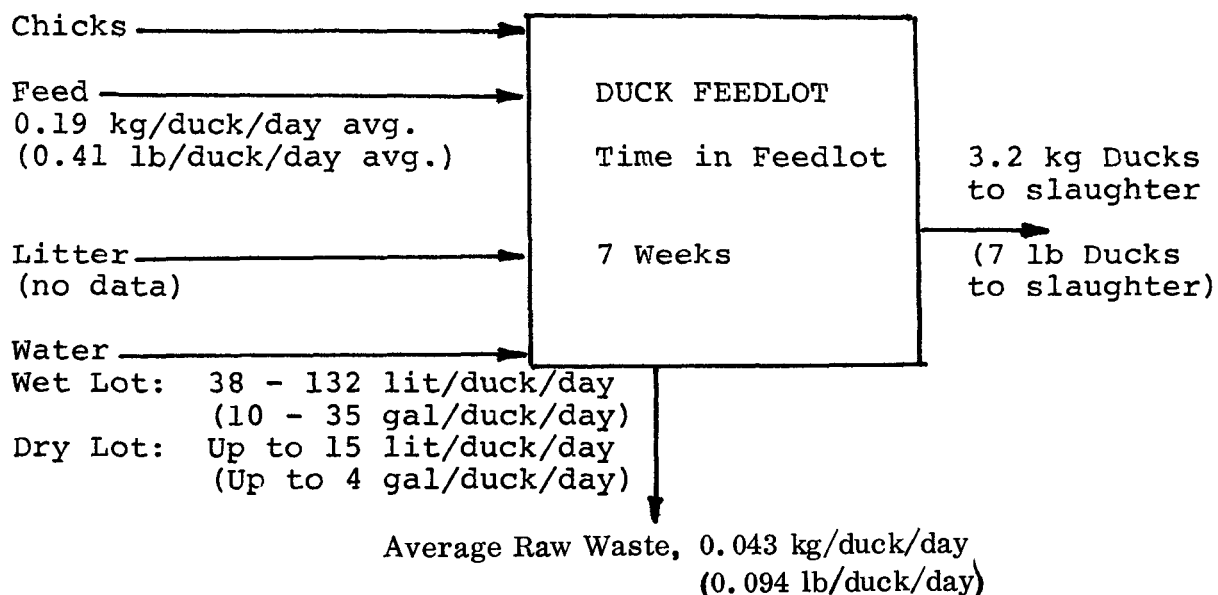 Chicks
Feed
0.19 kg/duck/day avg.
(0.41 lb/duck/day avg.)
Litter
(no data)
Water
Wet Lot: 38 - 132 lit/duck/day
(10 - 35 gal/duck/day)
Dry Lot: Up to 15 lit/duck/day
(Up to 4 gal/duck/day)
DUCK FEEDLOT
Time in Feedlot
7 Weeks
3.2 kg Ducks
to slaughter
(7 lb Ducks
to slaughter)
Average Raw Waste, 0.043 kg/duck/day
(0.094 lb/duck/day)